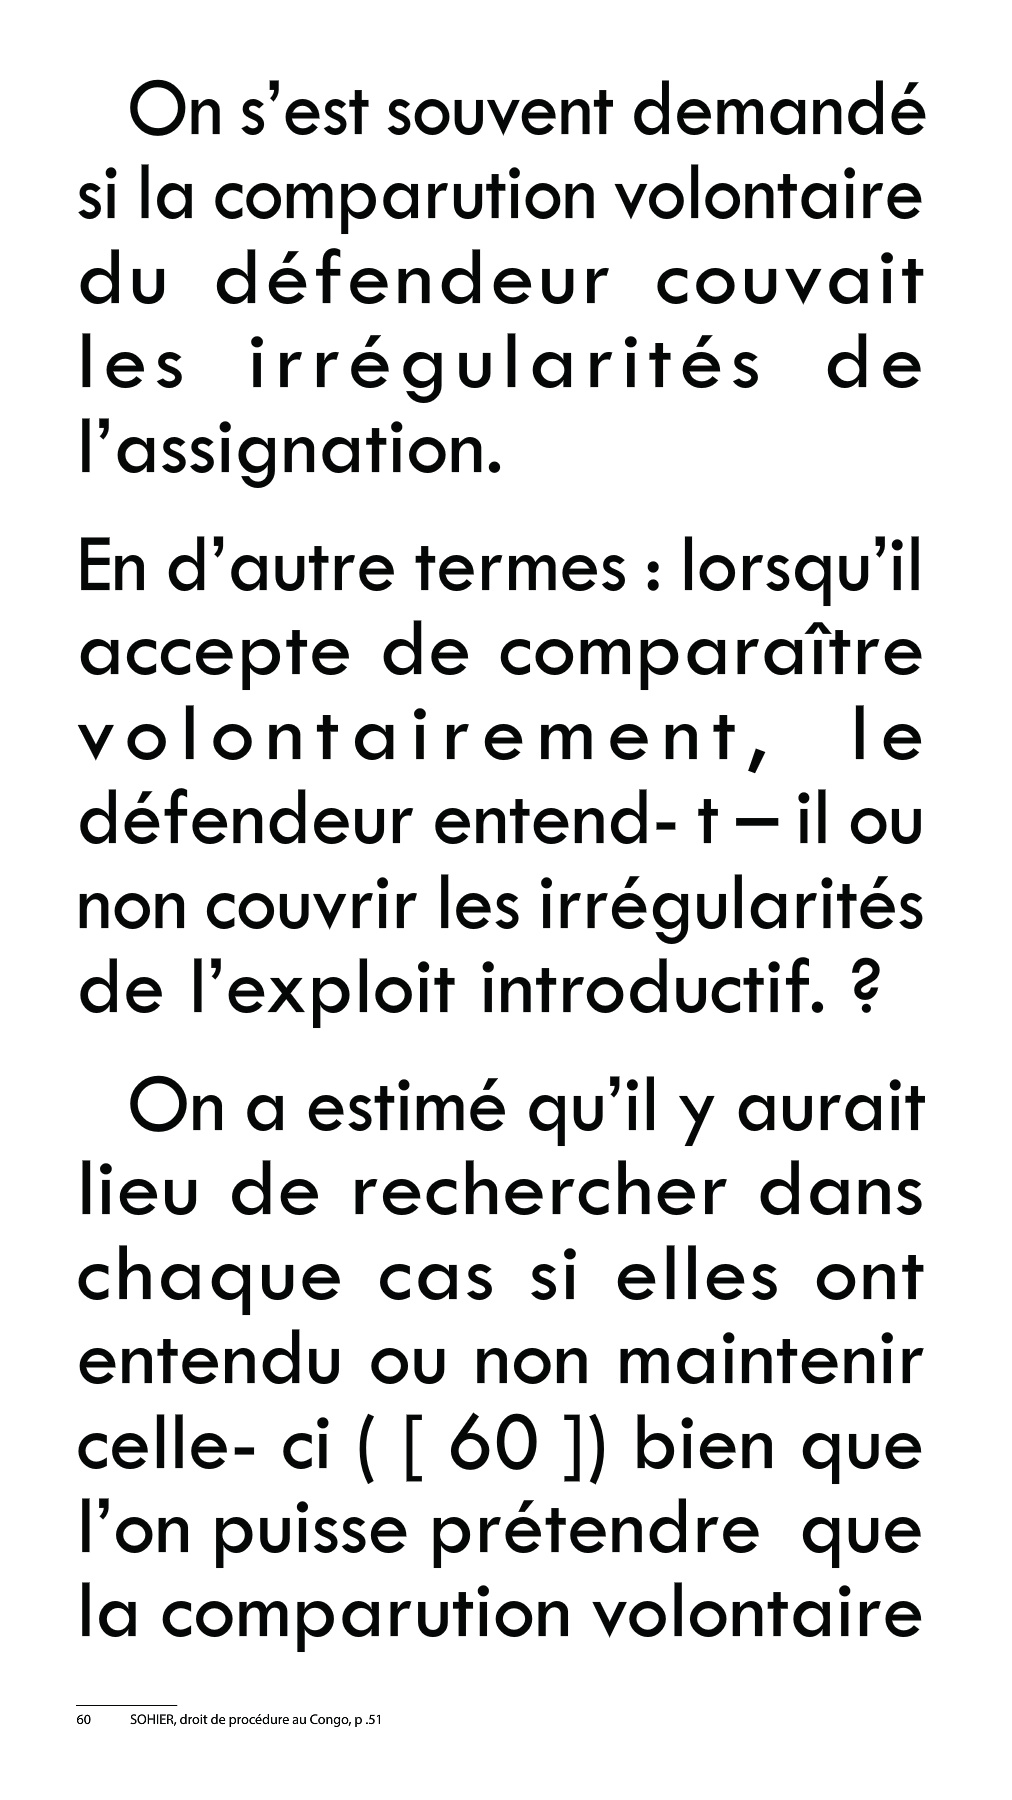 On s’est souvent demandé
si la comparution volontaire
du défendeur couvait
les irrégularités de
l’assignation.
En d’autre termes : lorsqu’il
accepte de comparaître
volontairement, le
défendeur entend- t – il ou
non couvrir les irrégularités
de l’exploit introductif. ?
On a estimé qu’il y aurait
lieu de rechercher dans
chaque cas si elles ont
entendu ou non maintenir
celle- ci ( [ 60 ]) bien que
l’on puisse prétendre que
la comparution volontaire
60 SOHIER, droit de procédure au Congo, p .51